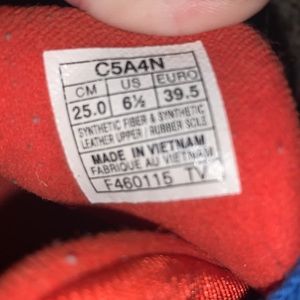 C5A4N
CM US EURO
25.0 6½ 39.5
SYNTHETIC FIBER & SYNTHETIC
LEATHER UPPER / RUBBER SOLE
MADE IN VIETNAM
FABRIQUE AU VIETNAM
F460115 TV